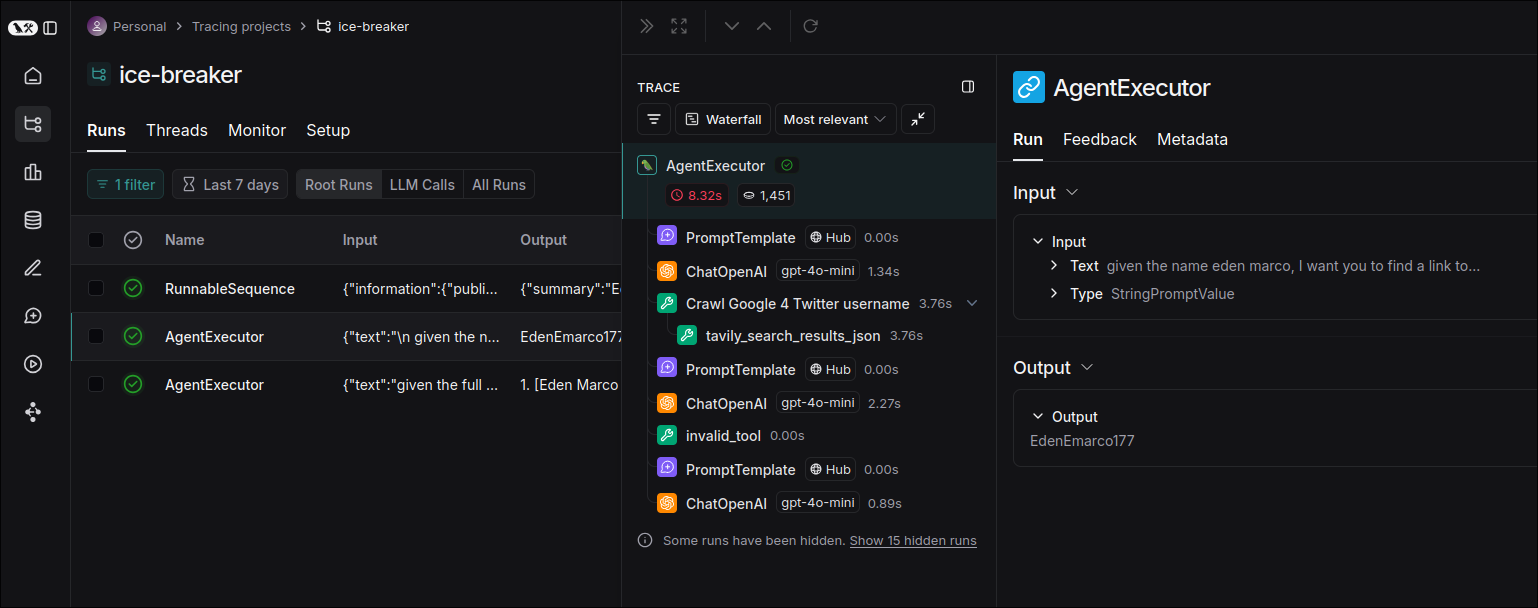 Personal > Tracing projects > ice-breaker
ice-breaker
Runs Threads Monitor Setup
1 filter Last 7 days Root Runs LLM Calls All Runs
Name Input Output
RunnableSequence {"information":{"publi... {"summary":"E
AgentExecutor {"text":"\n given the n... EdenEmarco177
AgentExecutor {"text":"given the full ... 1. [Eden Marco
TRACE
Waterfall Most relevant
AgentExecutor
8.32s 1,451
PromptTemplate Hub 0.00s
ChatOpenAI gpt-4o-mini 1.34s
Crawl Google 4 Twitter username 3.76s
tavily_search_results_json 3.76s
PromptTemplate Hub 0.00s
ChatOpenAI gpt-4o-mini 2.27s
invalid_tool 0.00s
PromptTemplate Hub 0.00s
ChatOpenAI gpt-4o-mini 0.89s
Some runs have been hidden. Show 15 hidden runs
AgentExecutor
Run Feedback Metadata
Input
Input
Text given the name eden marco, I want you to find a link to...
Type StringPromptValue
Output
Output
EdenEmarco177